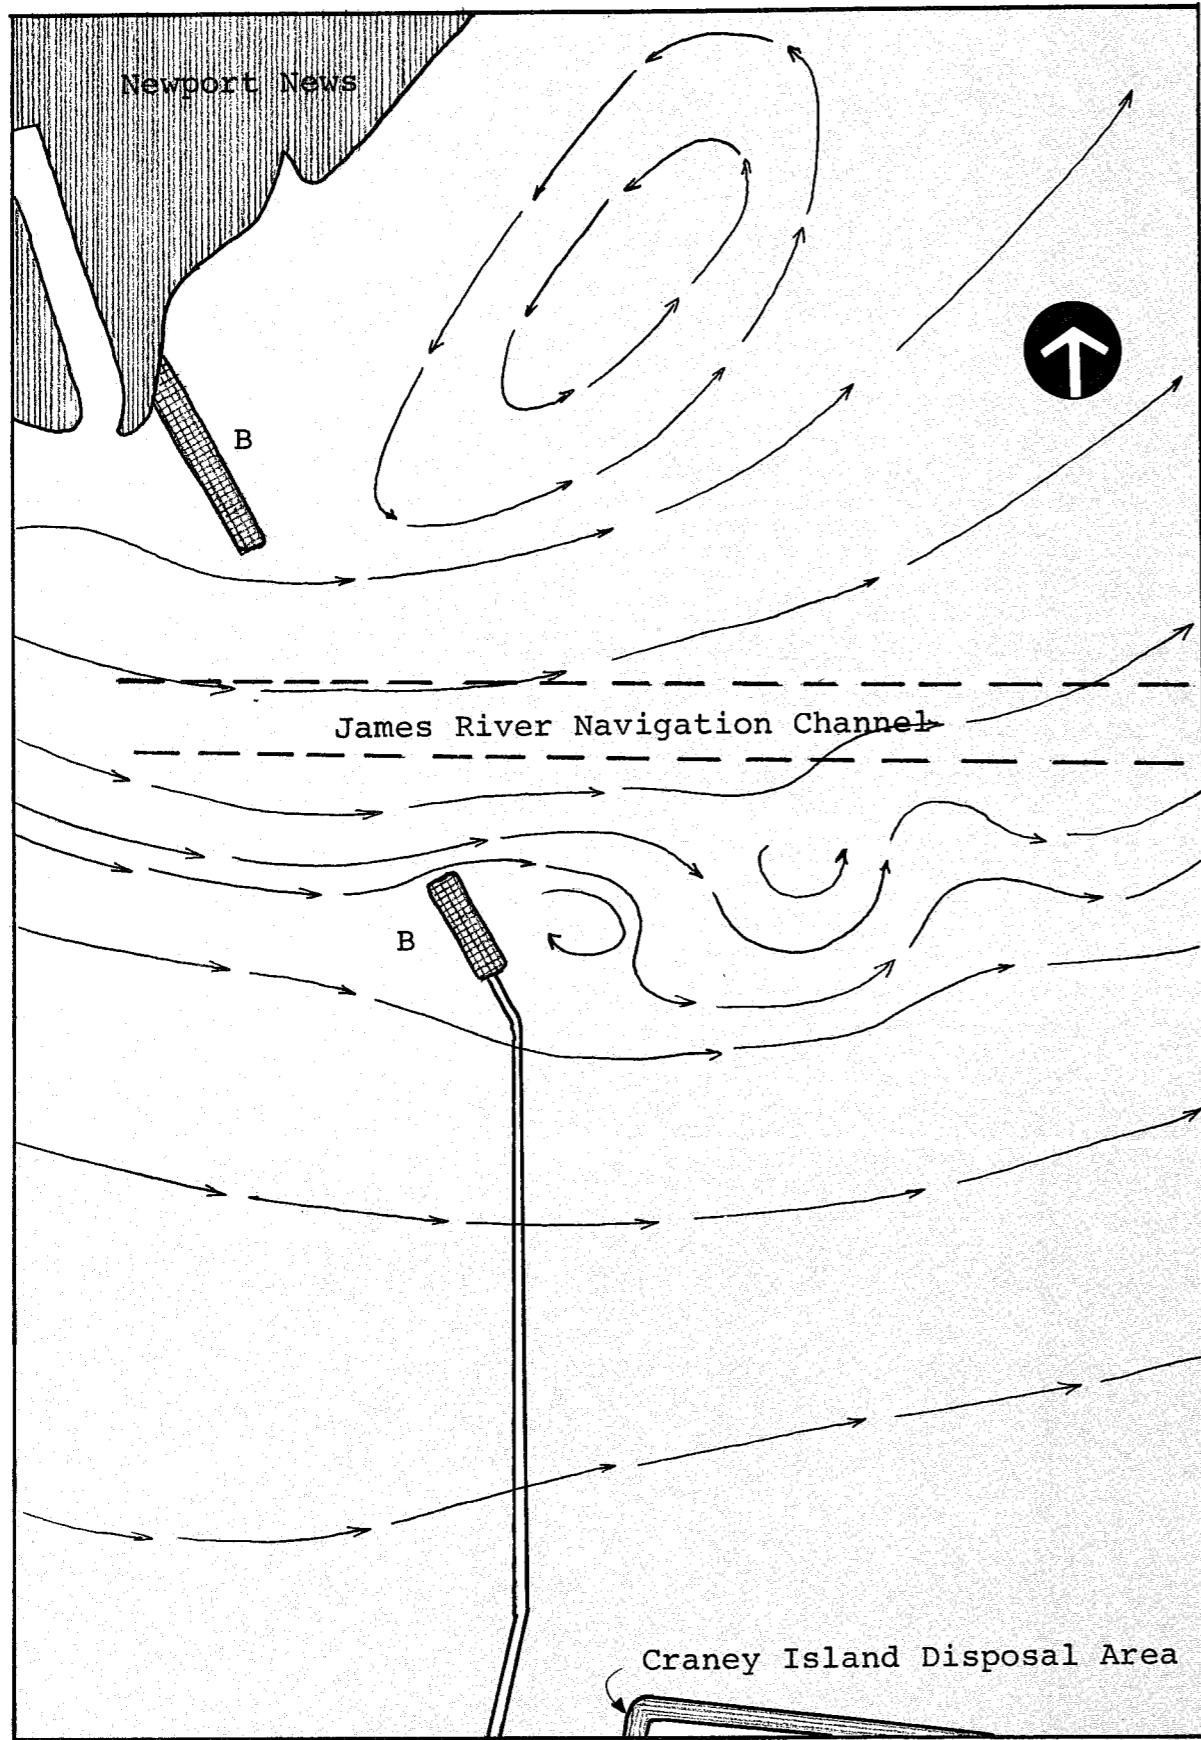 Newport News
B
James River Navigation Channel
B
Craney Island Disposal Area